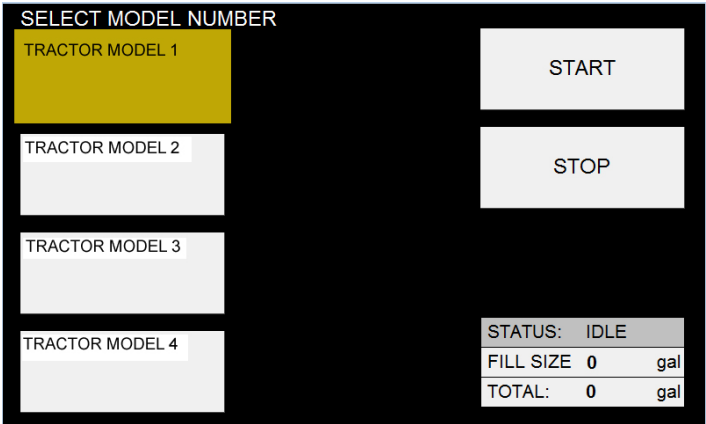 SELECT MODEL NUMBER
TRACTOR MODEL 1
TRACTOR MODEL 2
TRACTOR MODEL 3
TRACTOR MODEL 4
START
STOP
STATUS: IDLE
FILL SIZE 0 gal
TOTAL: 0 gal